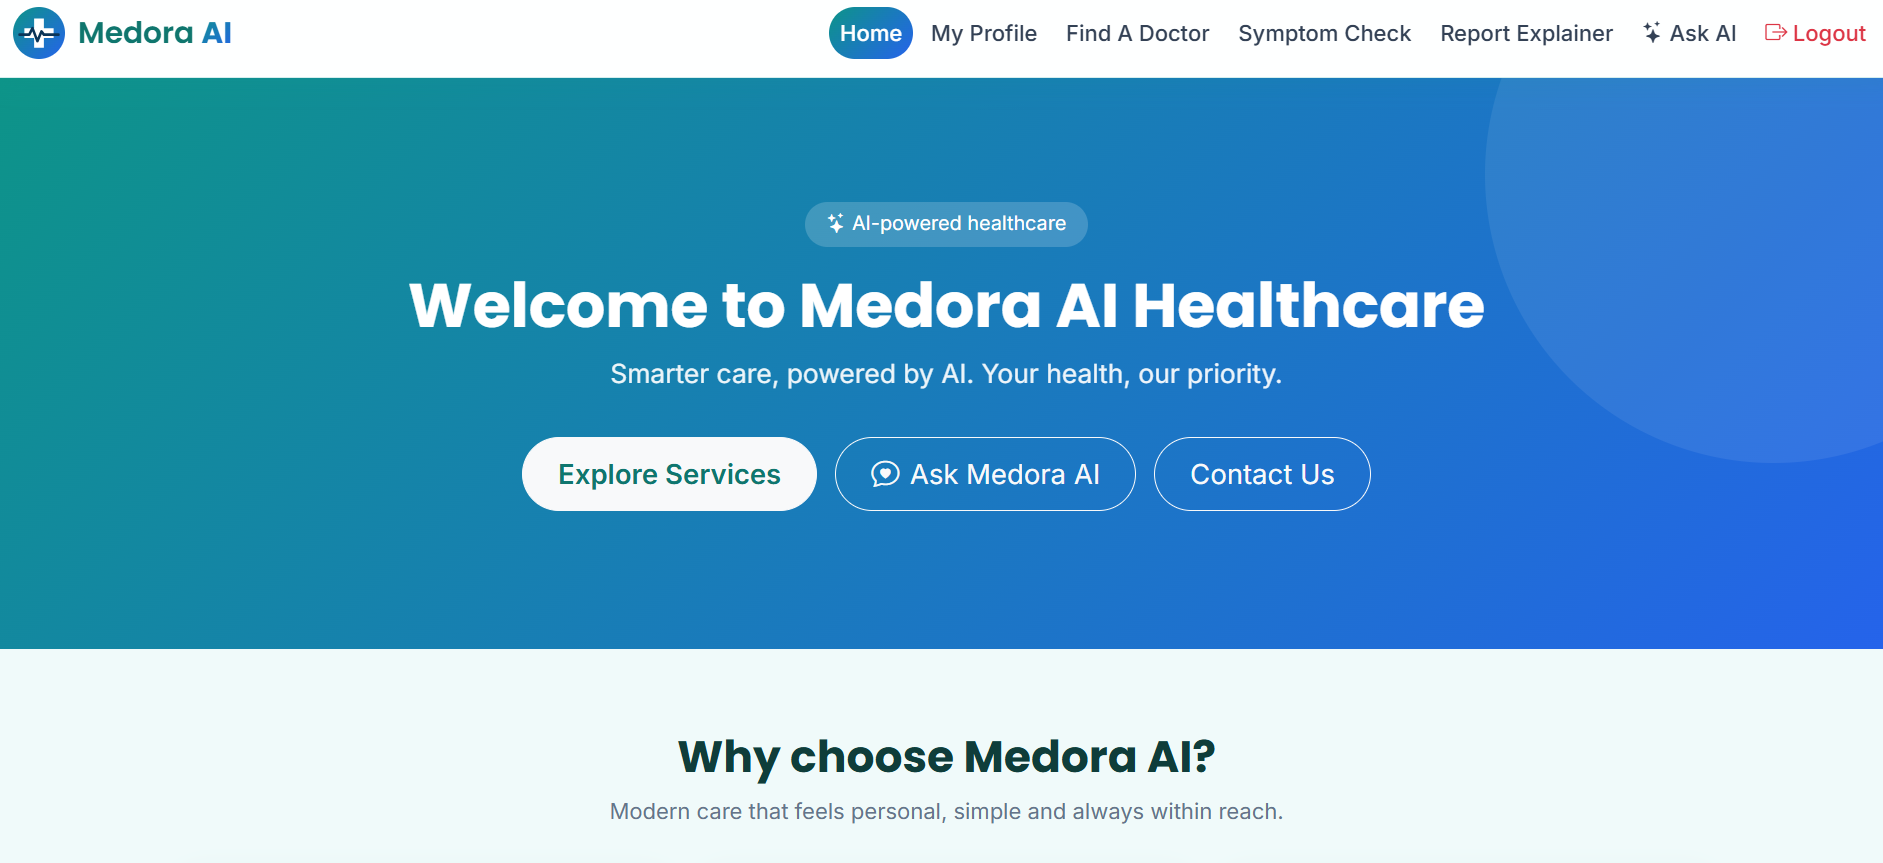 Medora AI
Home My Profile Find A Doctor Symptom Check Report Explainer Ask AI Logout
AI-powered healthcare
Welcome to Medora AI Healthcare
Smarter care, powered by AI. Your health, our priority.
Explore Services Ask Medora AI Contact Us
Why choose Medora AI?
Modern care that feels personal, simple and always within reach.